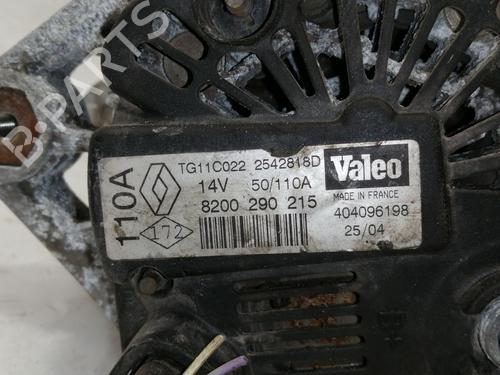 B-PARTS
TG11C022 2542818D
Valeo
110A
14V 50/110A
MADE IN FRANCE
8200 290 215
404096198
172
25/04
B+